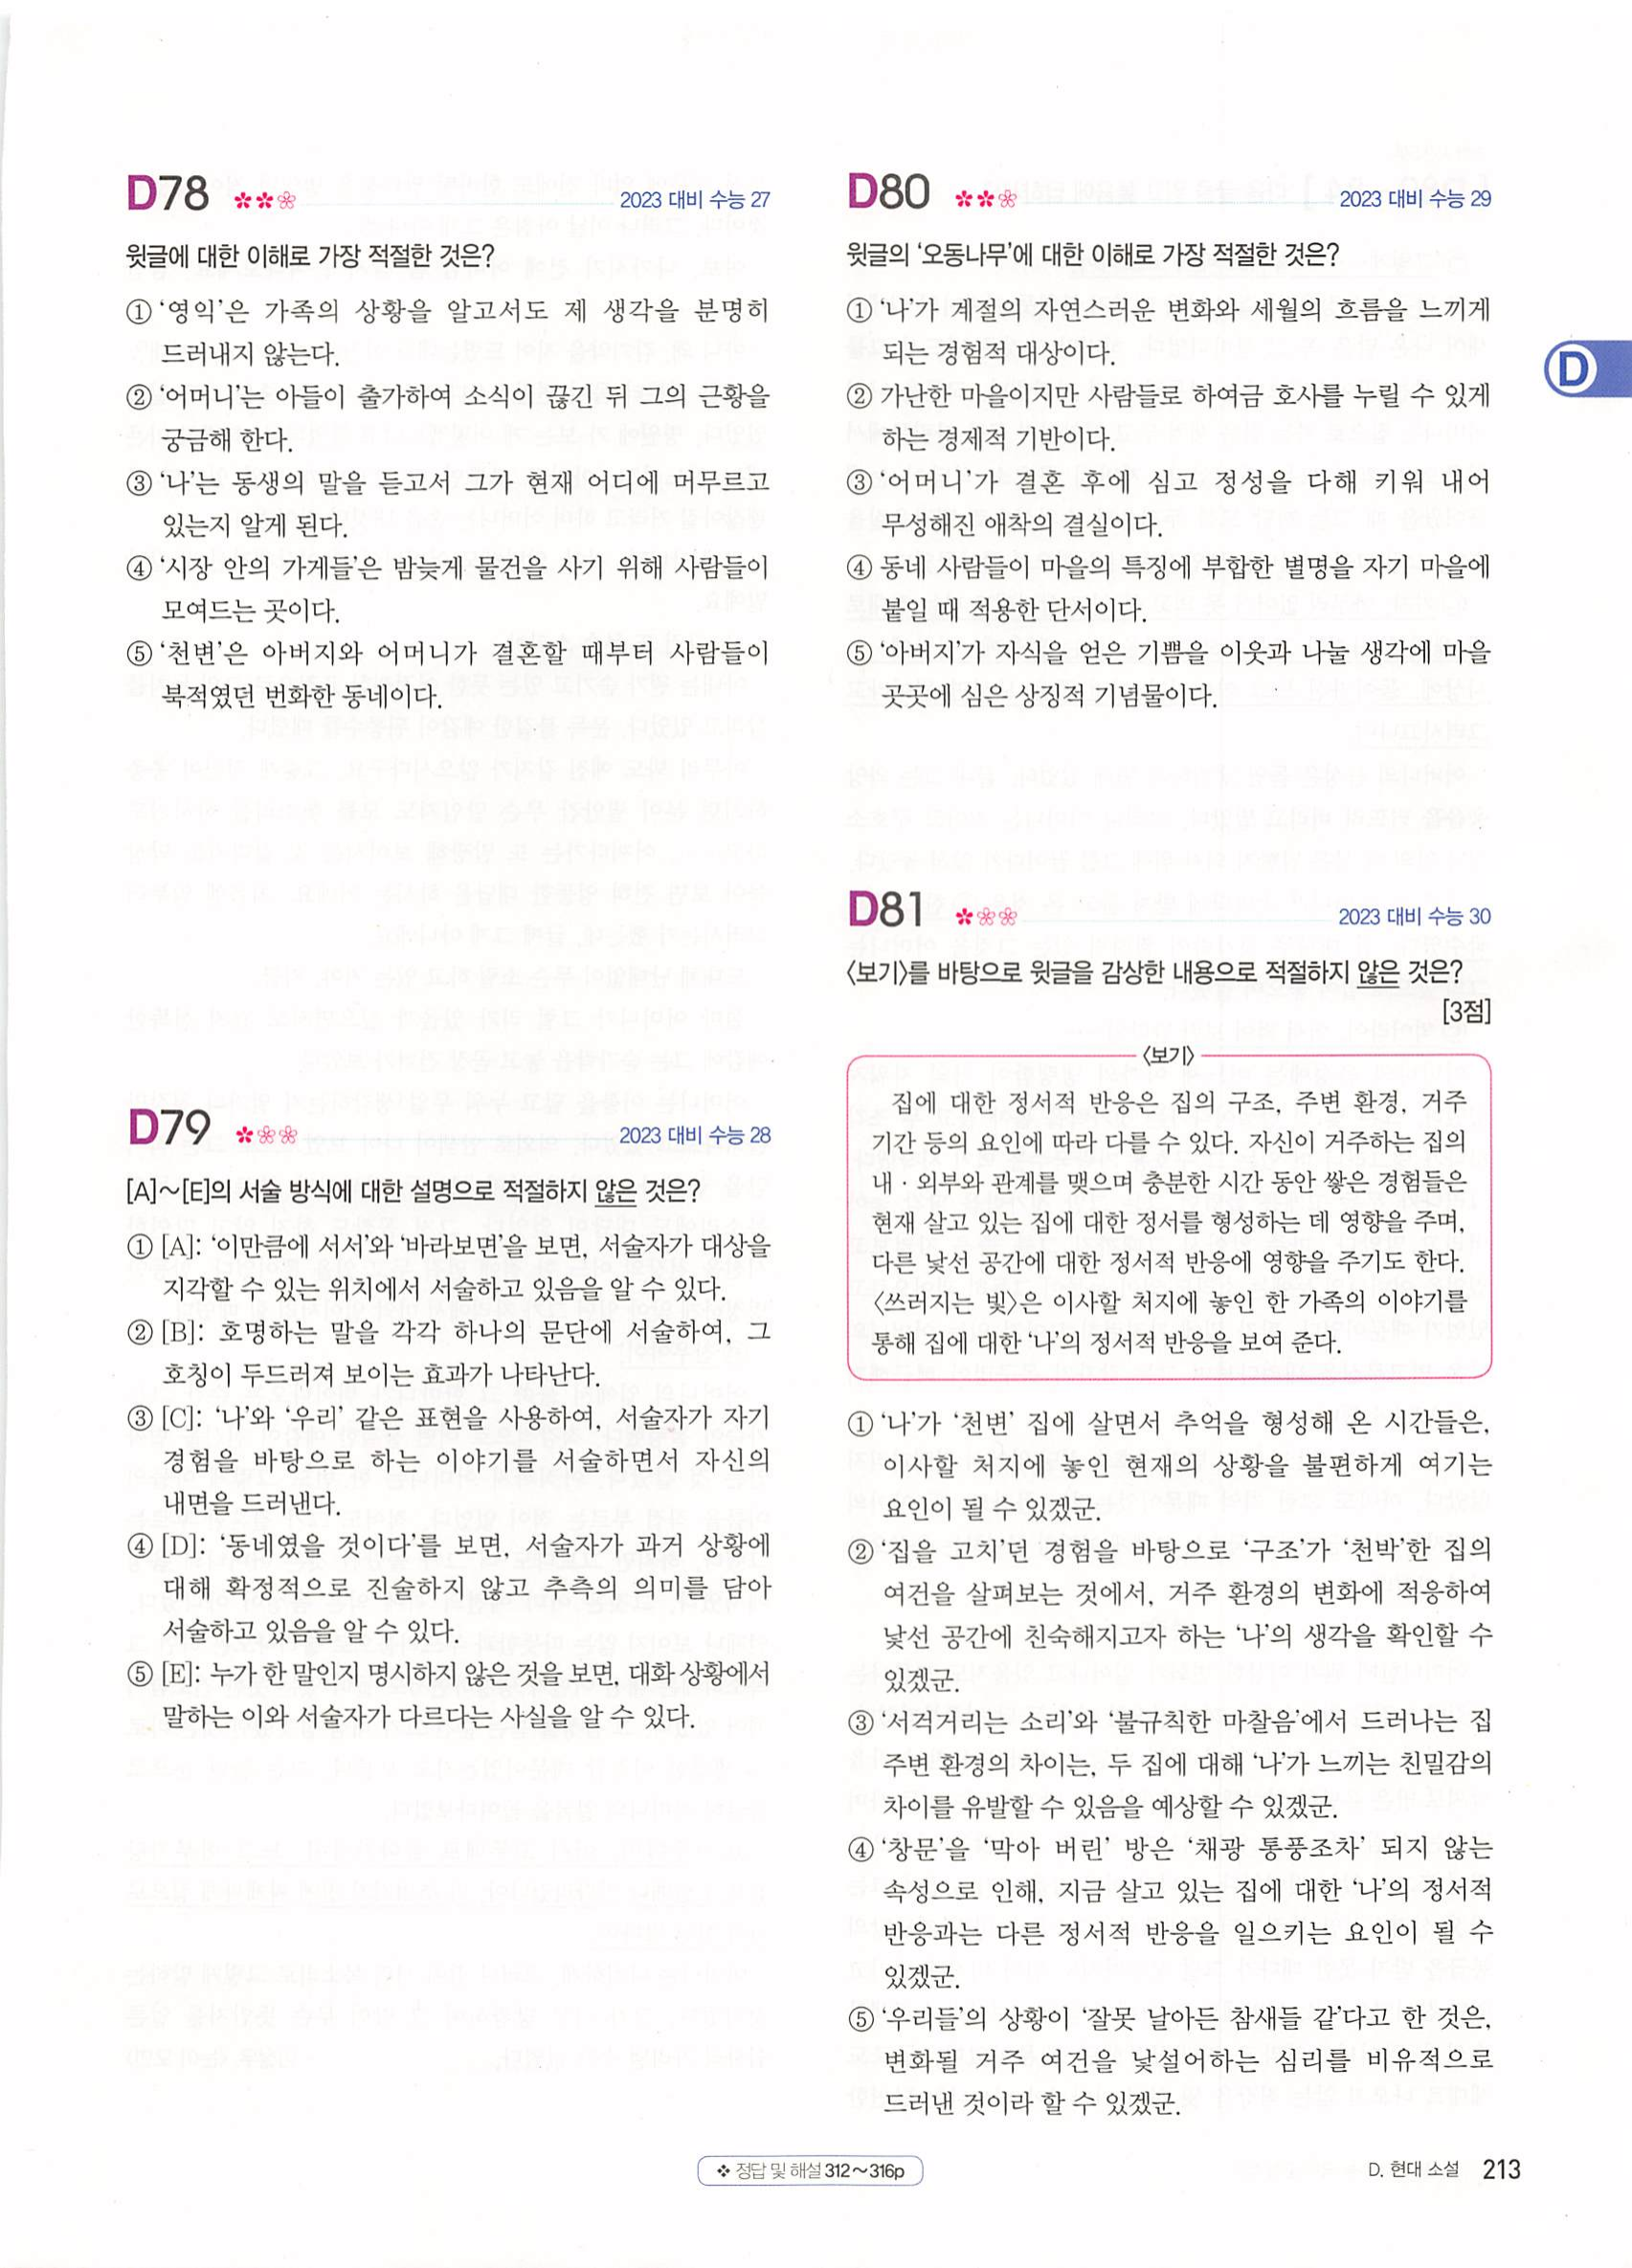 D78 2023 대비 수능 27
윗글에 대한 이해로 가장 적절한 것은?
① ‘영익’은 가족의 상황을 알고서도 제 생각을 분명히
드러내지 않는다.
② ‘어머니’는 아들이 출가하여 소식이 끊긴 뒤 그의 근황을
궁금해 한다.
③ ‘나’는 동생의 말을 듣고서 그가 현재 어디에 머무르고
있는지 알게 된다.
④ ‘시장 안의 가게들’은 밤늦게 물건을 사기 위해 사람들이
모여드는 곳이다.
⑤ ‘천변’은 아버지와 어머니가 결혼할 때부터 사람들이
북적였던 번화한 동네이다.
D79 2023 대비 수능 28
[A]~[E]의 서술 방식에 대한 설명으로 적절하지 않은 것은?
① [A]: ‘이만큼에 서서’와 ‘바라보면’을 보면, 서술자가 대상을
지각할 수 있는 위치에서 서술하고 있음을 알 수 있다.
② [B]: 호명하는 말을 각각 하나의 문단에 서술하여, 그
호칭이 두드러져 보이는 효과가 나타난다.
③ [C]: ‘나’와 ‘우리’ 같은 표현을 사용하여, 서술자가 자기
경험을 바탕으로 하는 이야기를 서술하면서 자신의
내면을 드러낸다.
④ [D]: ‘동네였을 것이다’를 보면, 서술자가 과거 상황에
대해 확정적으로 진술하지 않고 추측의 의미를 담아
서술하고 있음을 알 수 있다.
⑤ [E]: 누가 한 말인지 명시하지 않은 것을 보면, 대화 상황에서
말하는 이와 서술자가 다르다는 사실을 알 수 있다.
D80 2023 대비 수능 29
윗글의 ‘오동나무’에 대한 이해로 가장 적절한 것은?
① ‘나’가 계절의 자연스러운 변화와 세월의 흐름을 느끼게
되는 경험적 대상이다.
② 가난한 마을이지만 사람들로 하여금 호사를 누릴 수 있게
하는 경제적 기반이다.
③ ‘어머니’가 결혼 후에 심고 정성을 다해 키워 내어
무성해진 애착의 결실이다.
④ 동네 사람들이 마을의 특징에 부합한 별명을 자기 마을에
붙일 때 적용한 단서이다.
⑤ ‘아버지’가 자식을 얻은 기쁨을 이웃과 나눌 생각에 마을
곳곳에 심은 상징적 기념물이다.
D81 2023 대비 수능 30
〈보기〉를 바탕으로 윗글을 감상한 내용으로 적절하지 않은 것은?
[3점]
〈보기〉
집에 대한 정서적 반응은 집의 구조, 주변 환경, 거주
기간 등의 요인에 따라 다를 수 있다. 자신이 거주하는 집의
내·외부와 관계를 맺으며 충분한 시간 동안 쌓은 경험들은
현재 살고 있는 집에 대한 정서를 형성하는 데 영향을 주며,
다른 낯선 공간에 대한 정서적 반응에 영향을 주기도 한다.
〈쓰러지는 빛〉은 이사할 처지에 놓인 한 가족의 이야기를
통해 집에 대한 ‘나’의 정서적 반응을 보여 준다.
① ‘나’가 ‘천변’ 집에 살면서 추억을 형성해 온 시간들은,
이사할 처지에 놓인 현재의 상황을 불편하게 여기는
요인이 될 수 있겠군.
② ‘집을 고치’던 경험을 바탕으로 ‘구조’가 ‘천박’한 집의
여건을 살펴보는 것에서, 거주 환경의 변화에 적응하여
낯선 공간에 친숙해지고자 하는 ‘나’의 생각을 확인할 수
있겠군.
③ ‘서걱거리는 소리’와 ‘불규칙한 마찰음’에서 드러나는 집
주변 환경의 차이는, 두 집에 대해 ‘나’가 느끼는 친밀감의
차이를 유발할 수 있음을 예상할 수 있겠군.
④ ‘창문’을 ‘막아 버린’ 방은 ‘채광 통풍조차’ 되지 않는
속성으로 인해, 지금 살고 있는 집에 대한 ‘나’의 정서적
반응과는 다른 정서적 반응을 일으키는 요인이 될 수
있겠군.
⑤ ‘우리들’의 상황이 ‘잘못 날아든 참새들 같’다고 한 것은,
변화될 거주 여건을 낯설어하는 심리를 비유적으로
드러낸 것이라 할 수 있겠군.
D
❖ 정답 및 해설 312~316p
D. 현대 소설 213